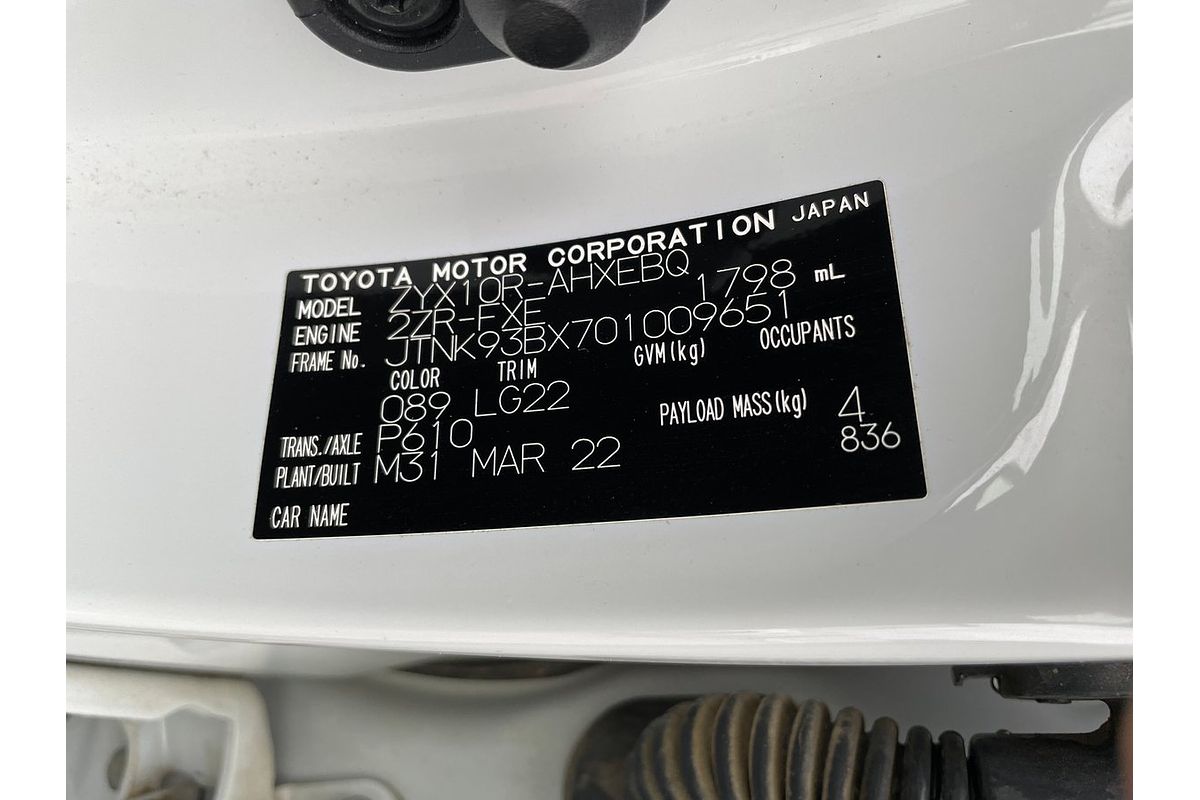 TOYOTA MOTOR CORPORATION JAPAN
MODEL ZYX10R-AHXEBQ
ENGINE 2ZR-FXE 1798 mL
FRAME No. JTNK93BX701009651
COLOR TRIM GVM(kg) OCCUPANTS
089 LG22 PAYLOAD MASS(kg) 4
TRANS./AXLE P610 836
PLANT/BUILT M31 MAR 22
CAR NAME